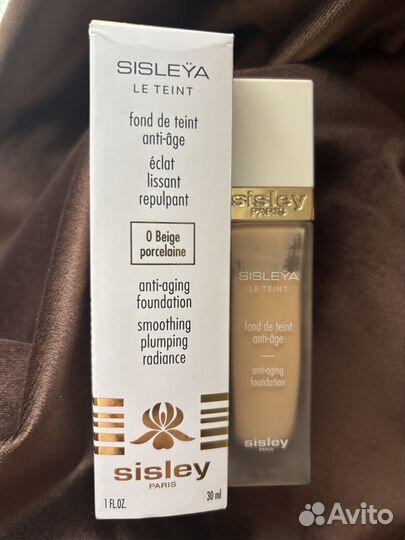 SISLEŸA
LE TEINT
fond de teint
anti-âge
éclat
lissant
repulpant
0 Beige
porcelaine
anti-aging
foundation
smoothing
plumping
radiance
sisley
PARIS
1 FL.OZ.
30 ml
sisley
PARIS
SISLEŸA
LE TEINT
fond de teint
anti-âge
anti-aging
foundation
sisley
PARIS
Avito